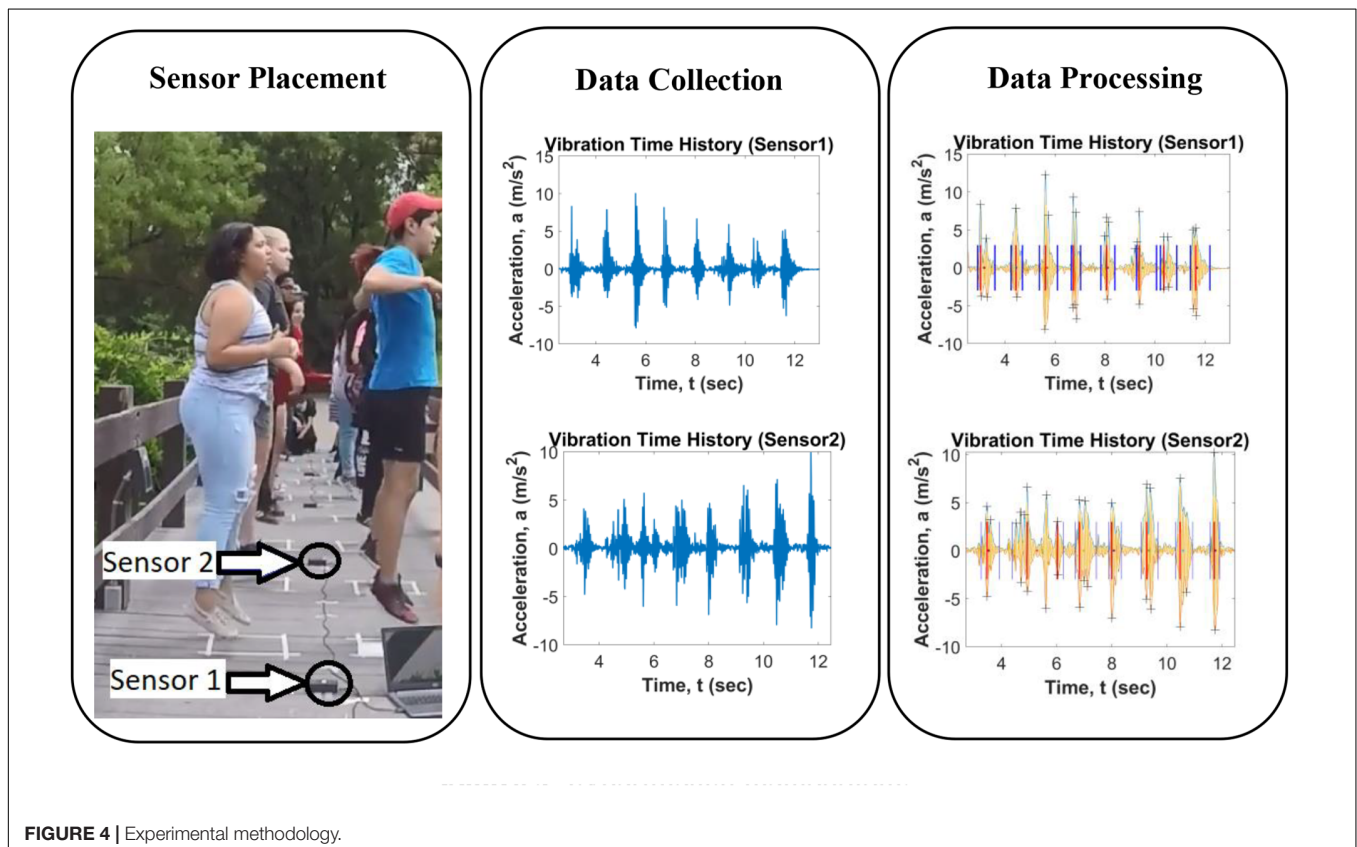 Sensor Placement
Sensor 2
Sensor 1
Data Collection
Vibration Time History (Sensor1)
Acceleration, a (m/s²)
15
10
5
0
-5
-10
4 6 8 10 12
Time, t (sec)
Vibration Time History (Sensor2)
Acceleration, a (m/s²)
10
5
0
-5
-10
4 6 8 10 12
Time, t (sec)
Data Processing
Vibration Time History (Sensor1)
Acceleration, a (m/s²)
15
10
5
0
-5
-10
4 6 8 10 12
Time, t (sec)
Vibration Time History (Sensor2)
Acceleration, a (m/s²)
10
5
0
-5
-10
4 6 8 10 12
Time, t (sec)
FIGURE 4 | Experimental methodology.